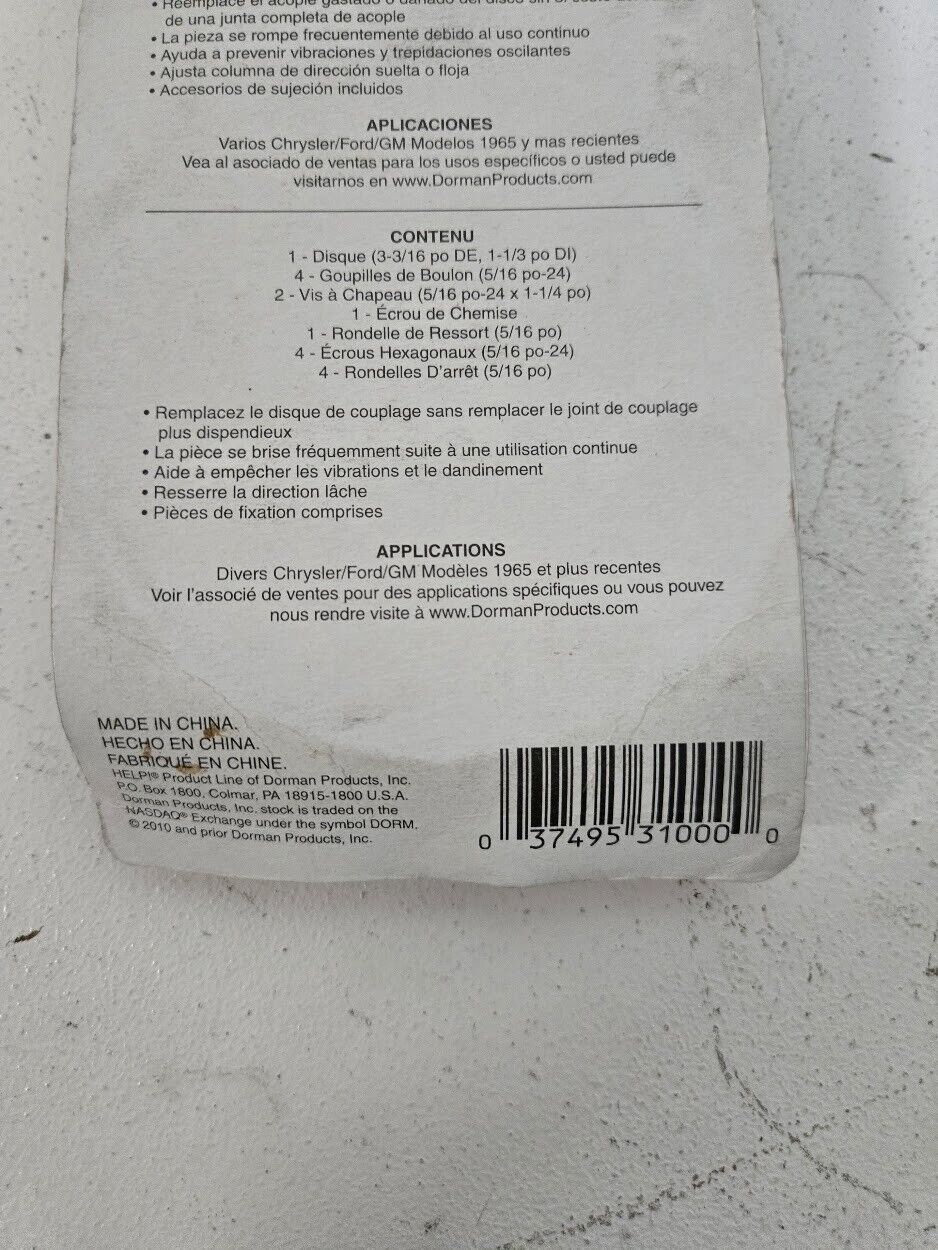 • Reemplace el acople gastado o dañado del disco sin el costo
de una junta completa de acople
• La pieza se rompe frecuentemente debido al uso continuo
• Ayuda a prevenir vibraciones y trepidaciones oscilantes
• Ajusta columna de dirección suelta o floja
• Accesorios de sujeción incluidos
APLICACIONES
Varios Chrysler/Ford/GM Modelos 1965 y mas recientes
Vea al asociado de ventas para los usos específicos o usted puede
visitarnos en www.DormanProducts.com
CONTENU
1 - Disque (3-3/16 po DE, 1-1/3 po DI)
4 - Goupilles de Boulon (5/16 po-24)
2 - Vis à Chapeau (5/16 po-24 x 1-1/4 po)
1 - Écrou de Chemise
1 - Rondelle de Ressort (5/16 po)
4 - Écrous Hexagonaux (5/16 po-24)
4 - Rondelles D'arrêt (5/16 po)
• Remplacez le disque de couplage sans remplacer le joint de couplage
plus dispendieux
• La pièce se brise fréquemment suite à une utilisation continue
• Aide à empêcher les vibrations et le dandinement
• Resserre la direction lâche
• Pièces de fixation comprises
APPLICATIONS
Divers Chrysler/Ford/GM Modèles 1965 et plus recentes
Voir l'associé de ventes pour des applications spécifiques ou vous pouvez
nous rendre visite à www.DormanProducts.com
MADE IN CHINA.
HECHO EN CHINA.
FABRIQUÉ EN CHINE.
HELP!® Product Line of Dorman Products, Inc.
P.O. Box 1800, Colmar, PA 18915-1800 U.S.A.
Dorman Products, Inc. stock is traded on the
NASDAQ® Exchange under the symbol DORM.
© 2010 and prior Dorman Products, Inc.
0 37495 31000 0